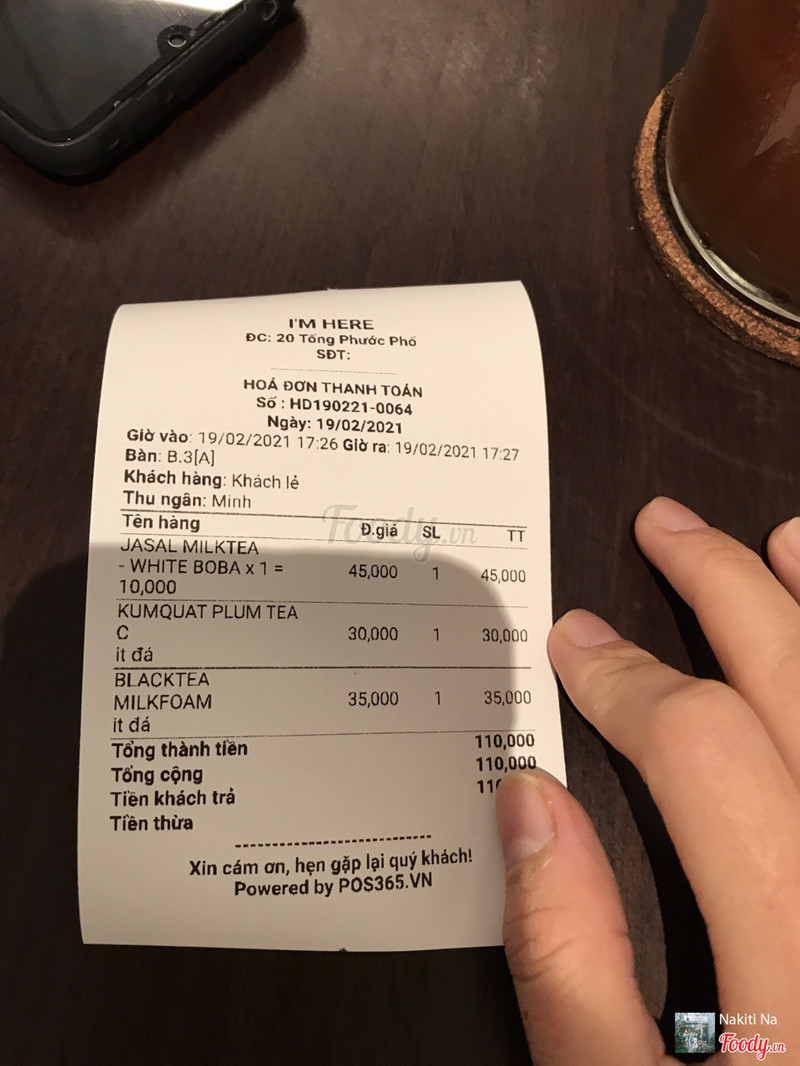 I'M HERE
ĐC: 20 Tống Phước Phổ
SĐT:
HOÁ ĐƠN THANH TOÁN
Số : HD190221-0064
Ngày: 19/02/2021
Giờ vào: 19/02/2021 17:26 Giờ ra: 19/02/2021 17:27
Bàn: B.3[A]
Khách hàng: Khách lẻ
Thu ngân: Minh
Tên hàng Đ.giá SL TT
JASAL MILKTEA
- WHITE BOBA x 1 = 45,000 1 45,000
10,000
KUMQUAT PLUM TEA
C 30,000 1 30,000
ít đá
BLACKTEA
MILKFOAM 35,000 1 35,000
ít đá
Tổng thành tiền 110,000
Tổng cộng 110,000
Tiền khách trả
Tiền thừa
Xin cám ơn, hẹn gặp lại quý khách!
Powered by POS365.VN
Foody.vn
Nakiti Na
Foody.vn